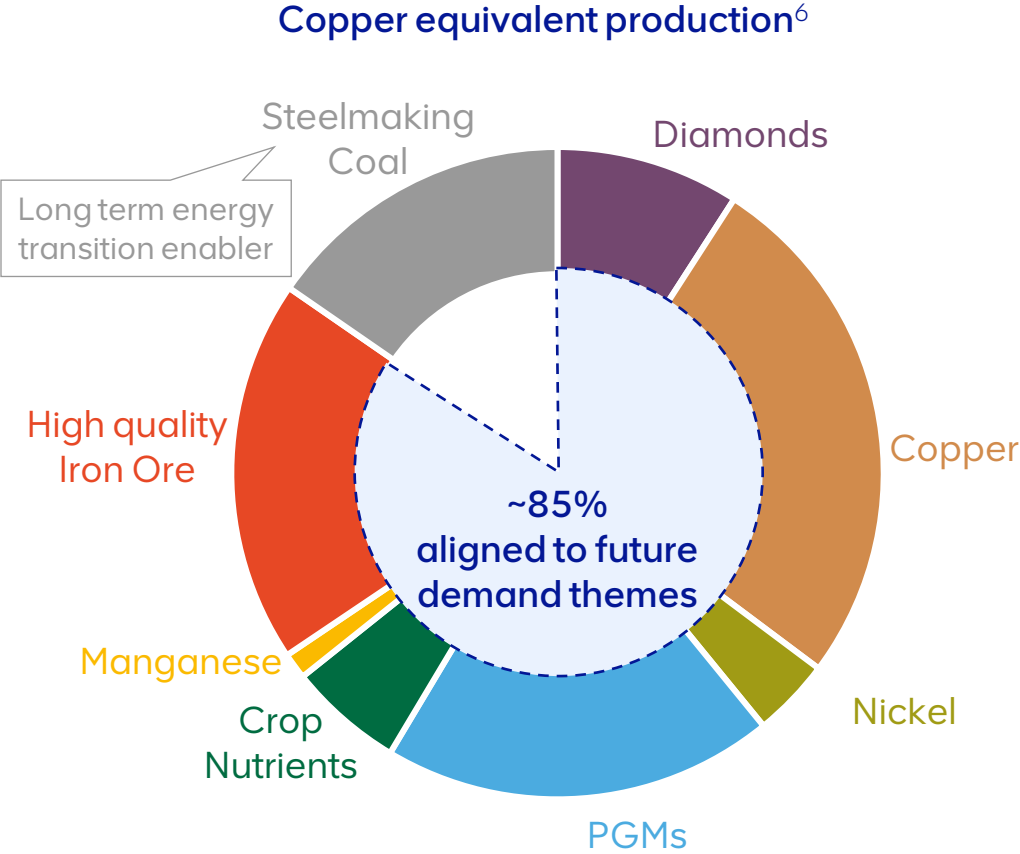 Copper equivalent production⁶
Steelmaking
Coal
Diamonds
Long term energy
transition enabler
High quality
Iron Ore
Copper
~85%
aligned to future
demand themes
Manganese
Nickel
Crop
Nutrients
PGMs